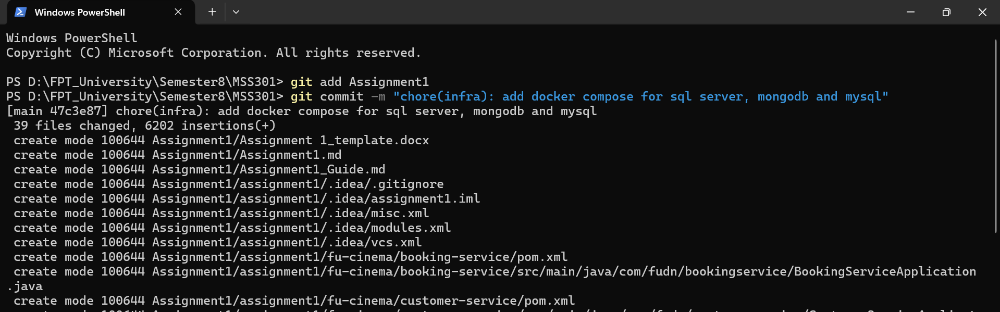 Windows PowerShell
Windows PowerShell
Copyright (C) Microsoft Corporation. All rights reserved.
PS D:\FPT_University\Semester8\MSS301> git add Assignment1
PS D:\FPT_University\Semester8\MSS301> git commit -m "chore(infra): add docker compose for sql server, mongodb and mysql"
[main 47c3e87] chore(infra): add docker compose for sql server, mongodb and mysql
 39 files changed, 6202 insertions(+)
 create mode 100644 Assignment1/Assignment 1_template.docx
 create mode 100644 Assignment1/Assignment1.md
 create mode 100644 Assignment1/Assignment1_Guide.md
 create mode 100644 Assignment1/assignment1/.idea/.gitignore
 create mode 100644 Assignment1/assignment1/.idea/assignment1.iml
 create mode 100644 Assignment1/assignment1/.idea/misc.xml
 create mode 100644 Assignment1/assignment1/.idea/modules.xml
 create mode 100644 Assignment1/assignment1/.idea/vcs.xml
 create mode 100644 Assignment1/assignment1/fu-cinema/booking-service/pom.xml
 create mode 100644 Assignment1/assignment1/fu-cinema/booking-service/src/main/java/com/fudn/bookingservice/BookingServiceApplication
.java
 create mode 100644 Assignment1/assignment1/fu-cinema/customer-service/pom.xml